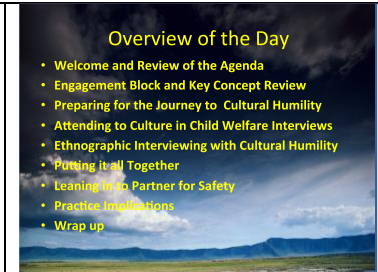 Overview of the Day
• Welcome and Review of the Agenda
• Engagement Block and Key Concept Review
• Preparing for the Journey to Cultural Humility
• Attending to Culture in Child Welfare Interviews
• Ethnographic Interviewing with Cultural Humility
• Putting it all Together
• Leaning in to Partner for Safety
• Practice Implications
• Wrap up